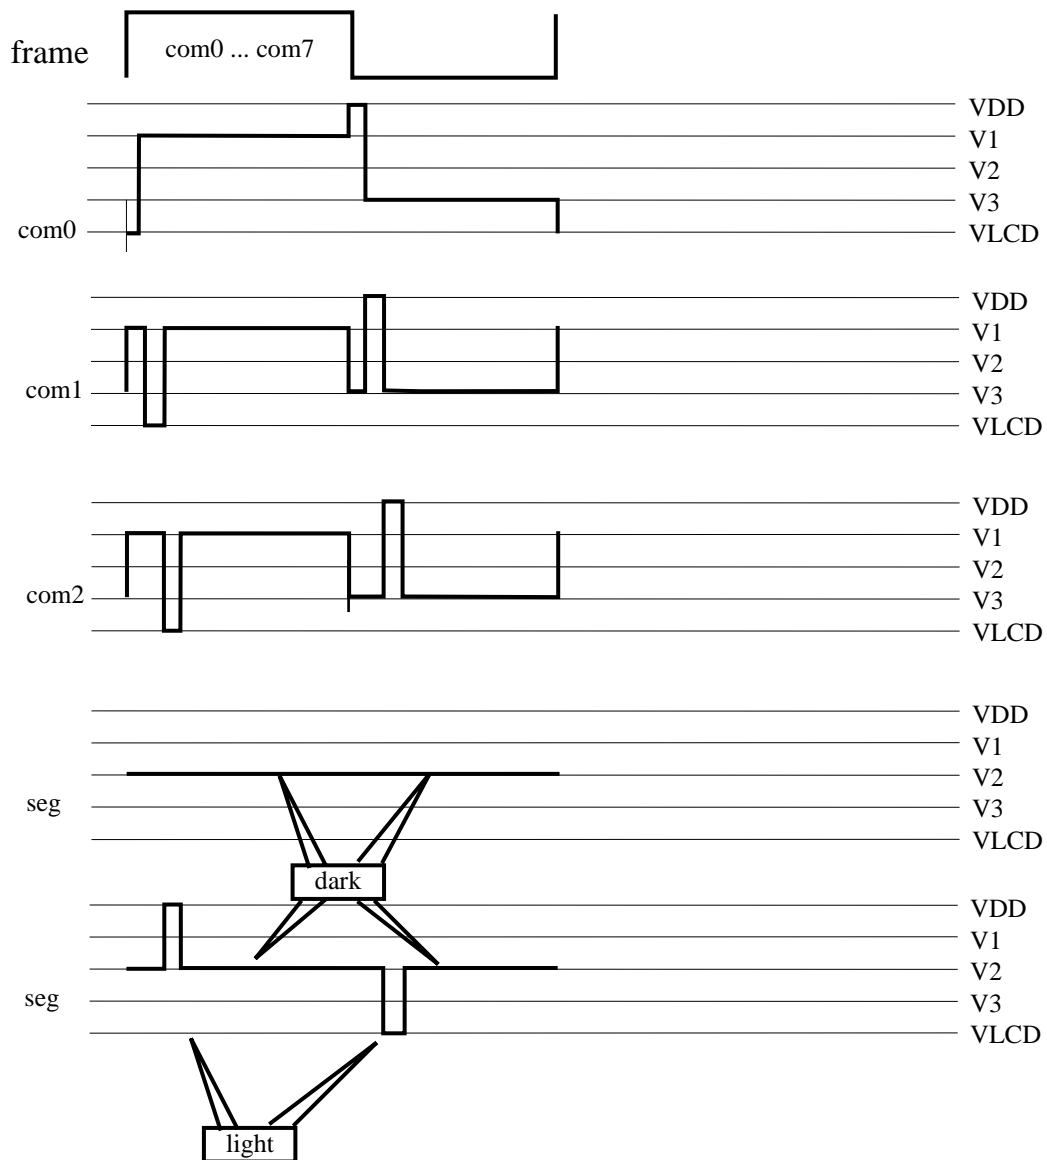 frame com0 ... com7
VDD
V1
V2
V3
com0 VLCD
VDD
V1
V2
com1 V3
VLCD
VDD
V1
V2
com2 V3
VLCD
VDD
V1
V2
seg V3
VLCD
dark
VDD
V1
V2
seg V3
VLCD
light